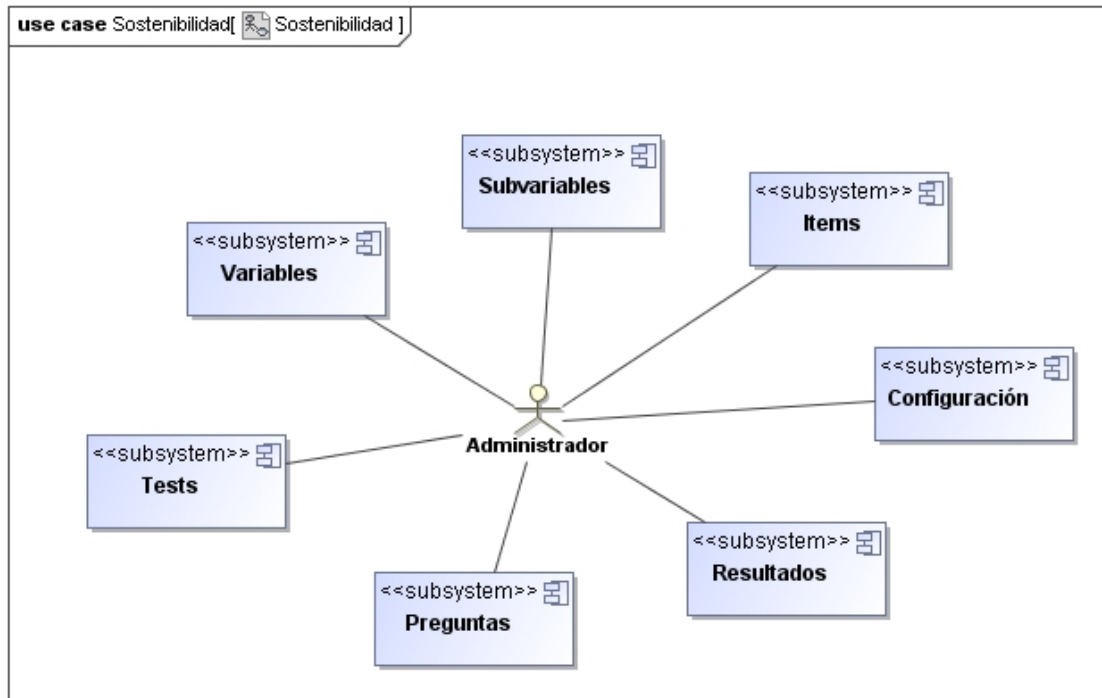 use case Sostenibilidad[ Sostenibilidad ]
<<subsystem>>
Subvariables
<<subsystem>>
Items
<<subsystem>>
Variables
<<subsystem>>
Configuración
Administrador
<<subsystem>>
Tests
<<subsystem>>
Resultados
<<subsystem>>
Preguntas